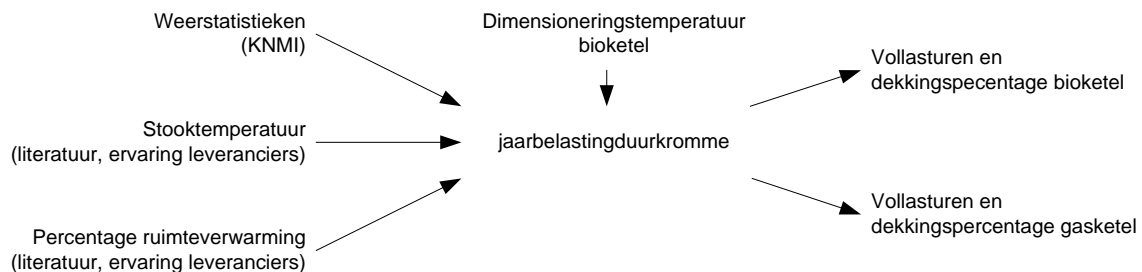 Weerstatistieken
(KNMI)
Dimensioneringstemperatuur
bioketel
Vollasturen en
dekkingspecentage bioketel
Stooktemperatuur
(literatuur, ervaring leveranciers)
jaarbelastingduurkromme
Percentage ruimteverwarming
(literatuur, ervaring leveranciers)
Vollasturen en
dekkingspercentage gasketel